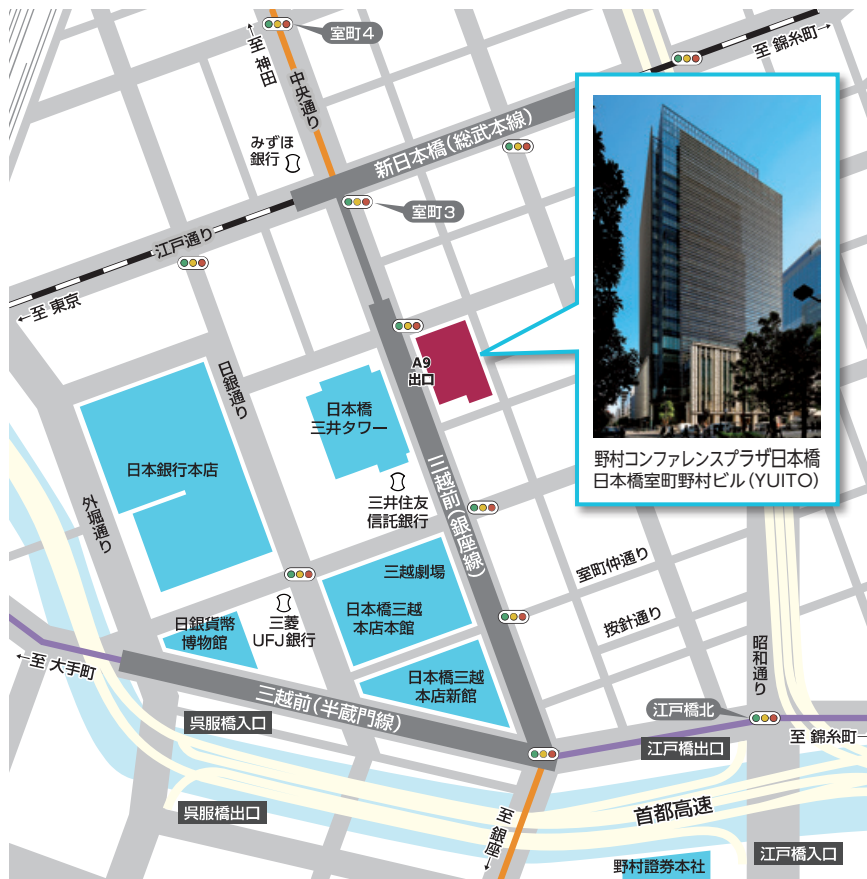 室町4
←至 神田
中央通り
至 錦糸町→
みずほ
銀行
新日本橋(総武本線)
室町3
江戸通り
←至 東京
A9
出口
日銀通り
日本橋
三井タワー
日本銀行本店
野村コンファレンスプラザ日本橋
日本橋室町野村ビル(YUITO)
三井住友
信託銀行
三越前(銀座線)
外堀通り
三越劇場
日本橋三越
本店本館
室町仲通り
按針通り
日銀貨幣
博物館
三菱
UFJ銀行
昭和通り
←至 大手町
日本橋三越
本店新館
三越前(半蔵門線)
江戸橋北
呉服橋入口
江戸橋出口
至 錦糸町→
呉服橋出口
首都高速
至 銀座→
江戸橋入口
野村證券本社